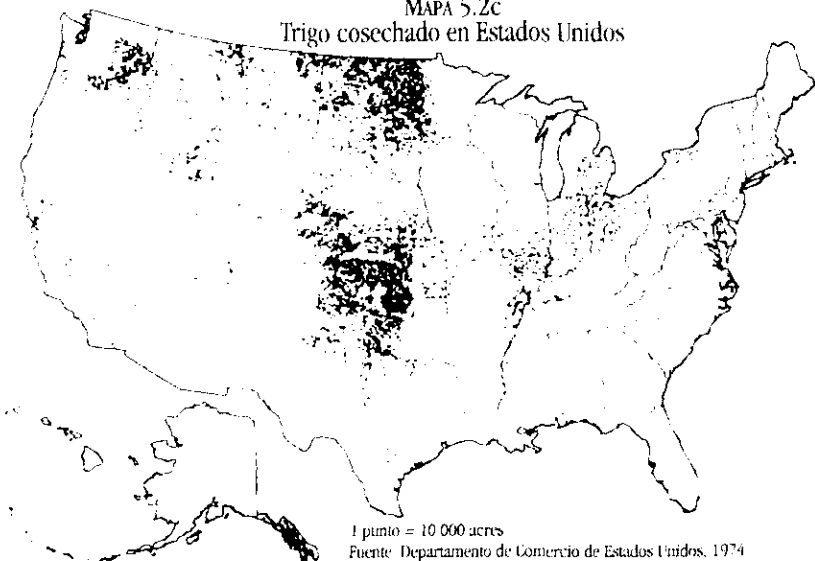 MAPA 5.2c
Trigo cosechado en Estados Unidos
1 punto = 10 000 acres
Fuente Departamento de Comercio de Estados Unidos, 1974